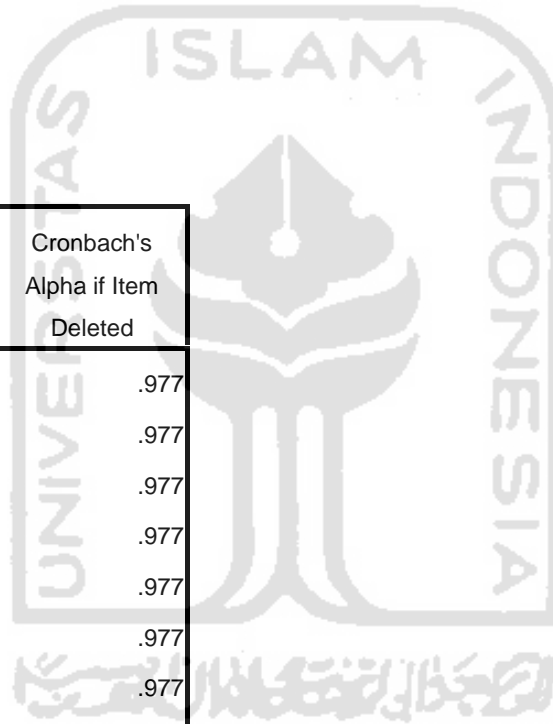 ISLAM
UNIVERSITAS
INDONESIA
Cronbach's
Alpha if Item
Deleted
.977
.977
.977
.977
.977
.977
.977